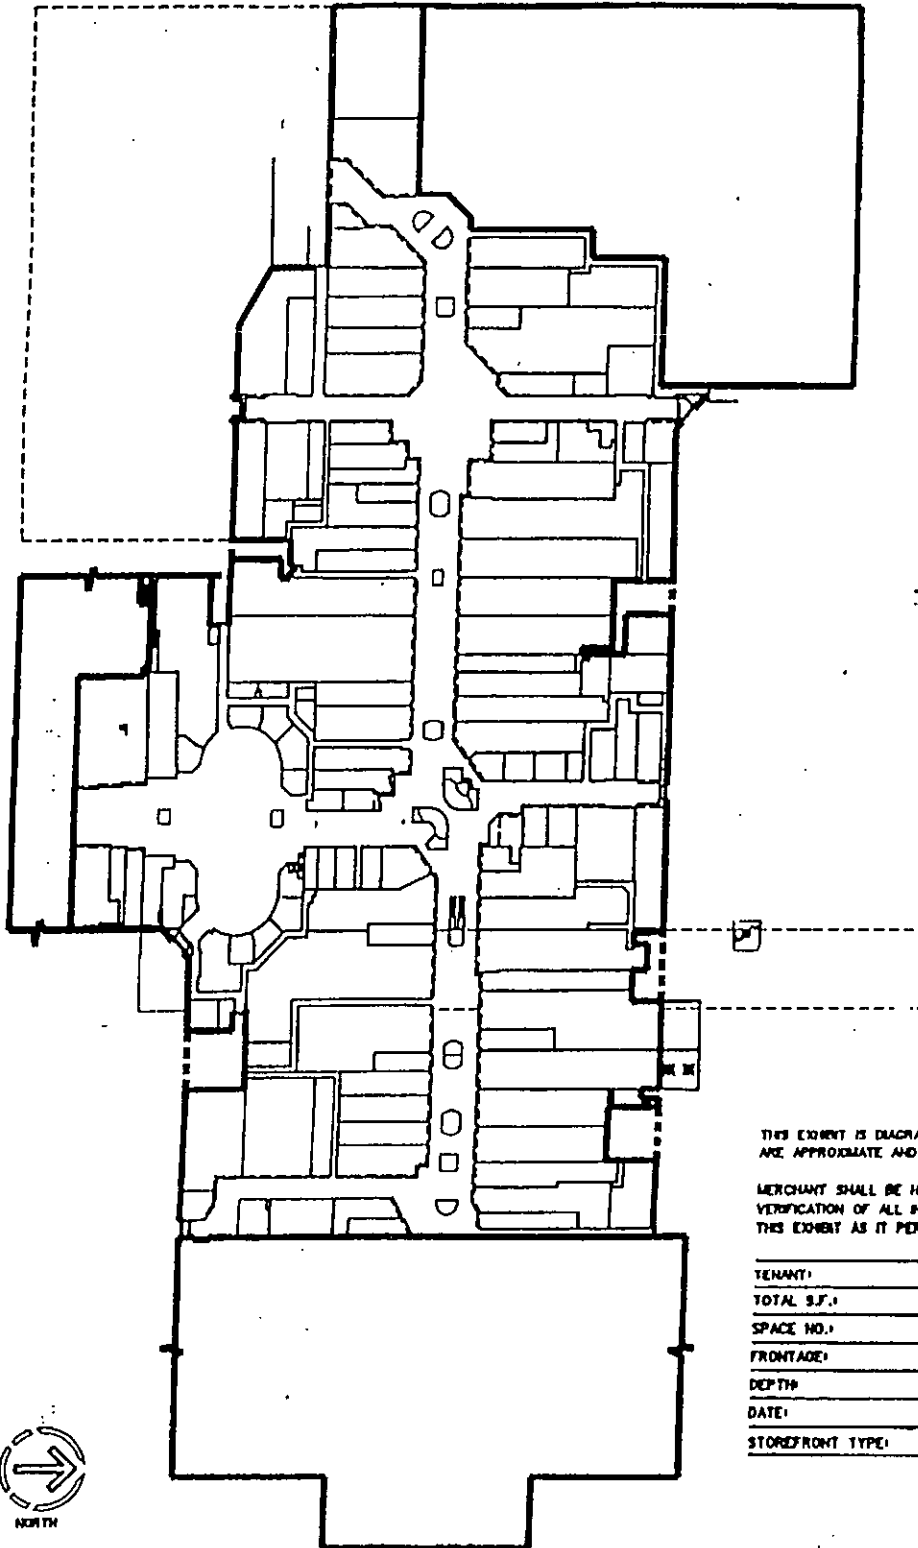 THIS EXHIBIT IS DIAGRA
ARE APPROXIMATE AND
MERCHANT SHALL BE H
VERIFICATION OF ALL
THIS EXHIBIT AS IT PER
TENANT:
TOTAL S.F.:
SPACE NO.:
FRONTAGE:
DEPTH:
DATE:
STOREFRONT TYPE:
NORTH